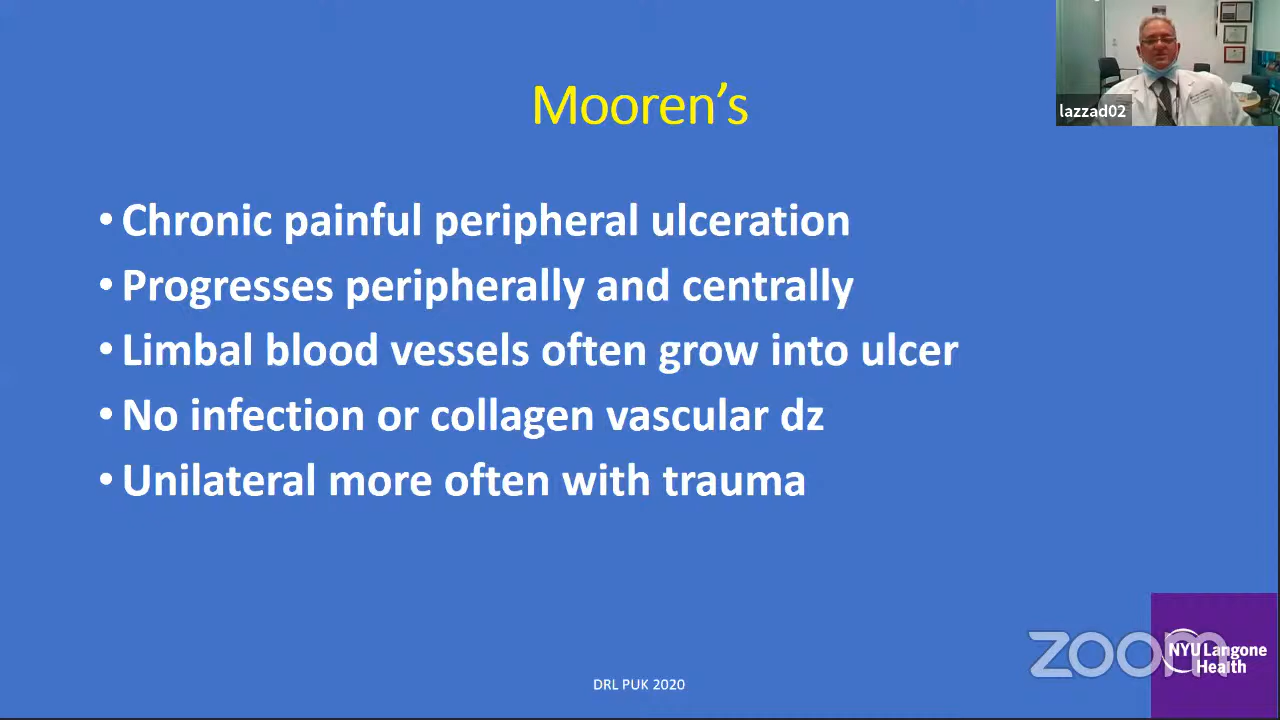 Mooren's
lazzad02
• Chronic painful peripheral ulceration
• Progresses peripherally and centrally
• Limbal blood vessels often grow into ulcer
• No infection or collagen vascular dz
• Unilateral more often with trauma
zoom
NYU Langone
Health
DRL PUK 2020